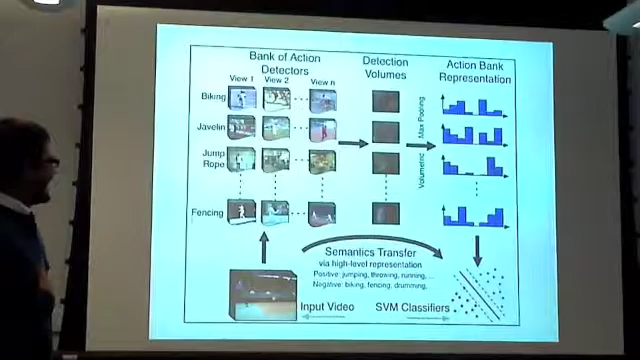 Bank of Action
Detectors
Detection
Volumes
Action Bank
Representation
View 1
View 2
View n
Biking
Javelin
Jump
Rope
Fencing
Max Pooling
Volumetric
Semantics Transfer
via high-level representation
Positive: jumping, throwing, running, ...
Negative: biking, fencing, drumming, ...
Input Video
SVM Classifiers